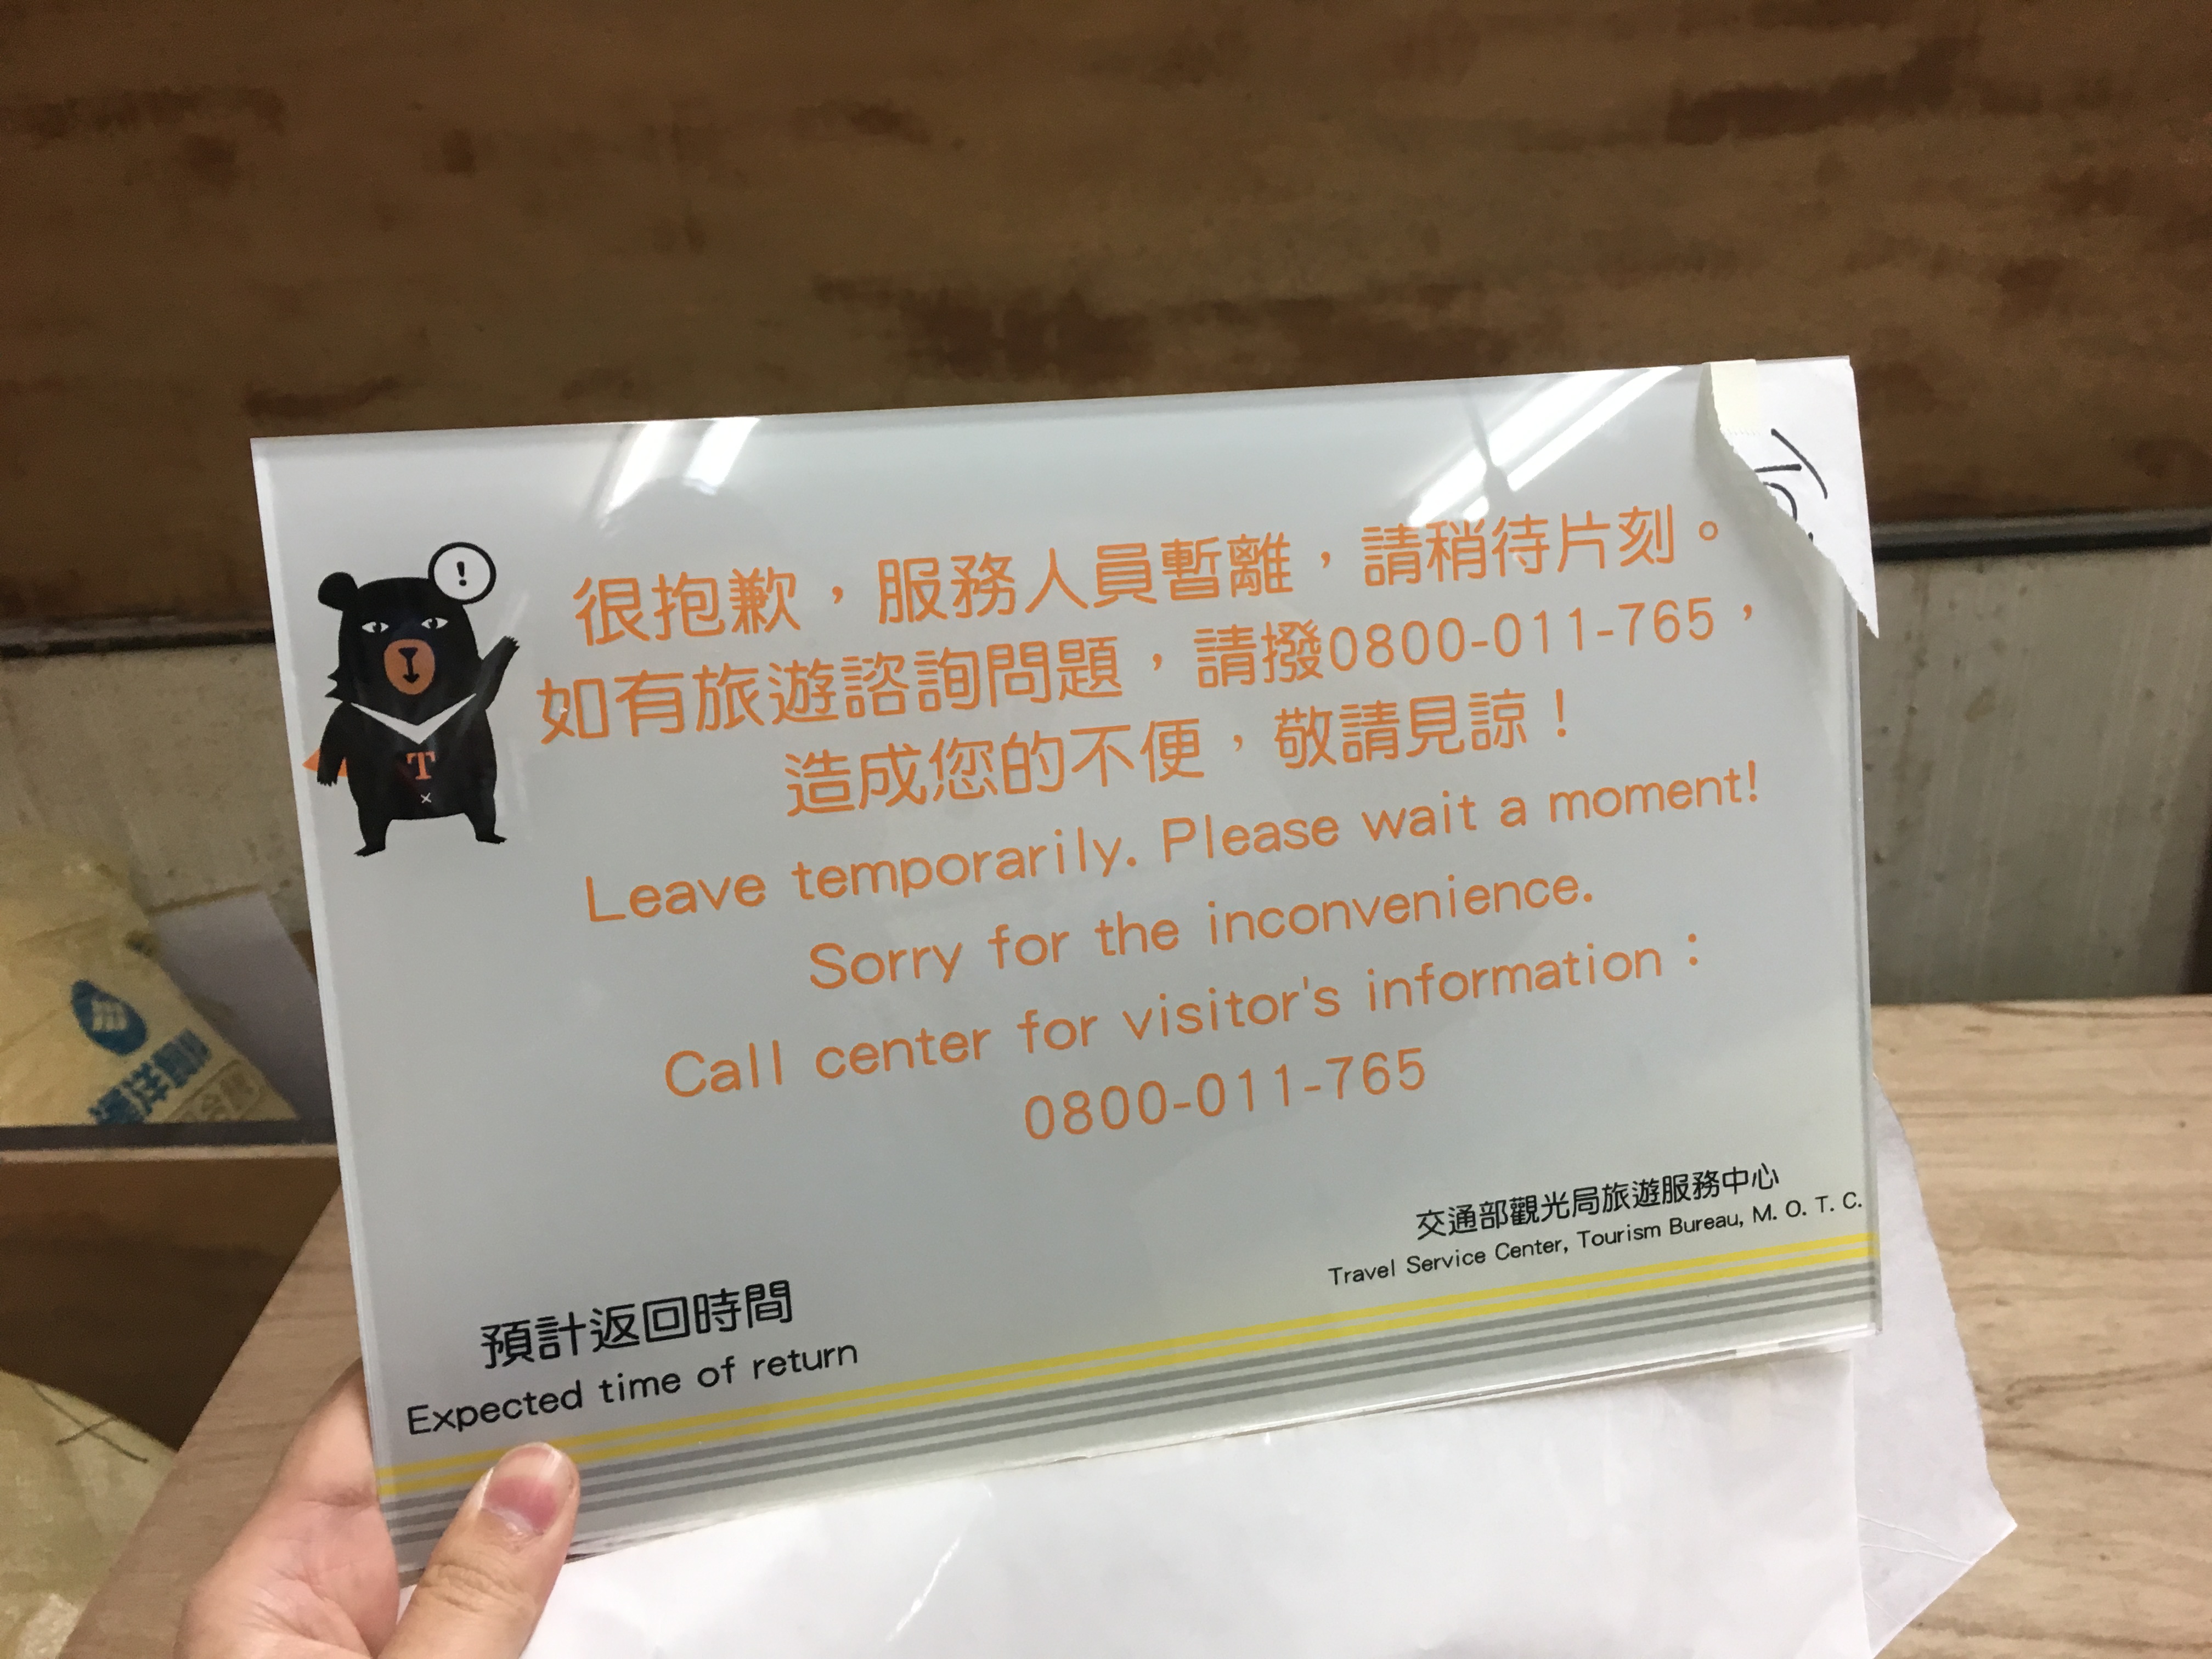 !
T
很抱歉，服務人員暫離，請稍待片刻。
如有旅遊諮詢問題，請撥0800-011-765，
造成您的不便，敬請見諒！
Leave temporarily. Please wait a moment!
Sorry for the inconvenience.
Call center for visitor's information：
0800-011-765
交通部觀光局旅遊服務中心
Travel Service Center, Tourism Bureau, M. O. T. C.
預計返回時間
Expected time of return